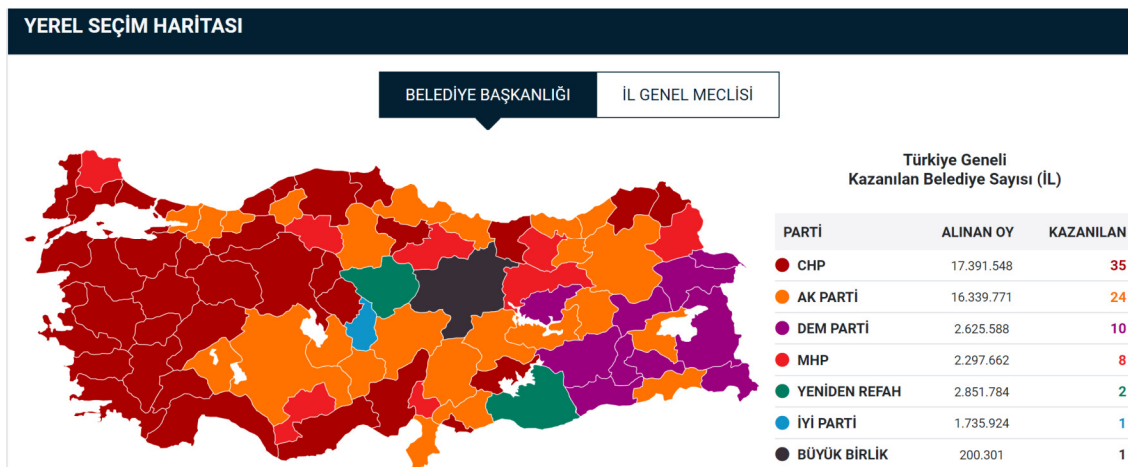 YEREL SEÇİM HARİTASI
BELEDİYE BAŞKANLIĞI
İL GENEL MECLİSİ
Türkiye Geneli
Kazanılan Belediye Sayısı (İL)
PARTİ ALINAN OY KAZANILAN
CHP 17.391.548 35
AK PARTİ 16.339.771 24
DEM PARTİ 2.625.588 10
MHP 2.297.662 8
YENİDEN REFAH 2.851.784 2
İYİ PARTİ 1.735.924 1
BÜYÜK BİRLİK 200.301 1